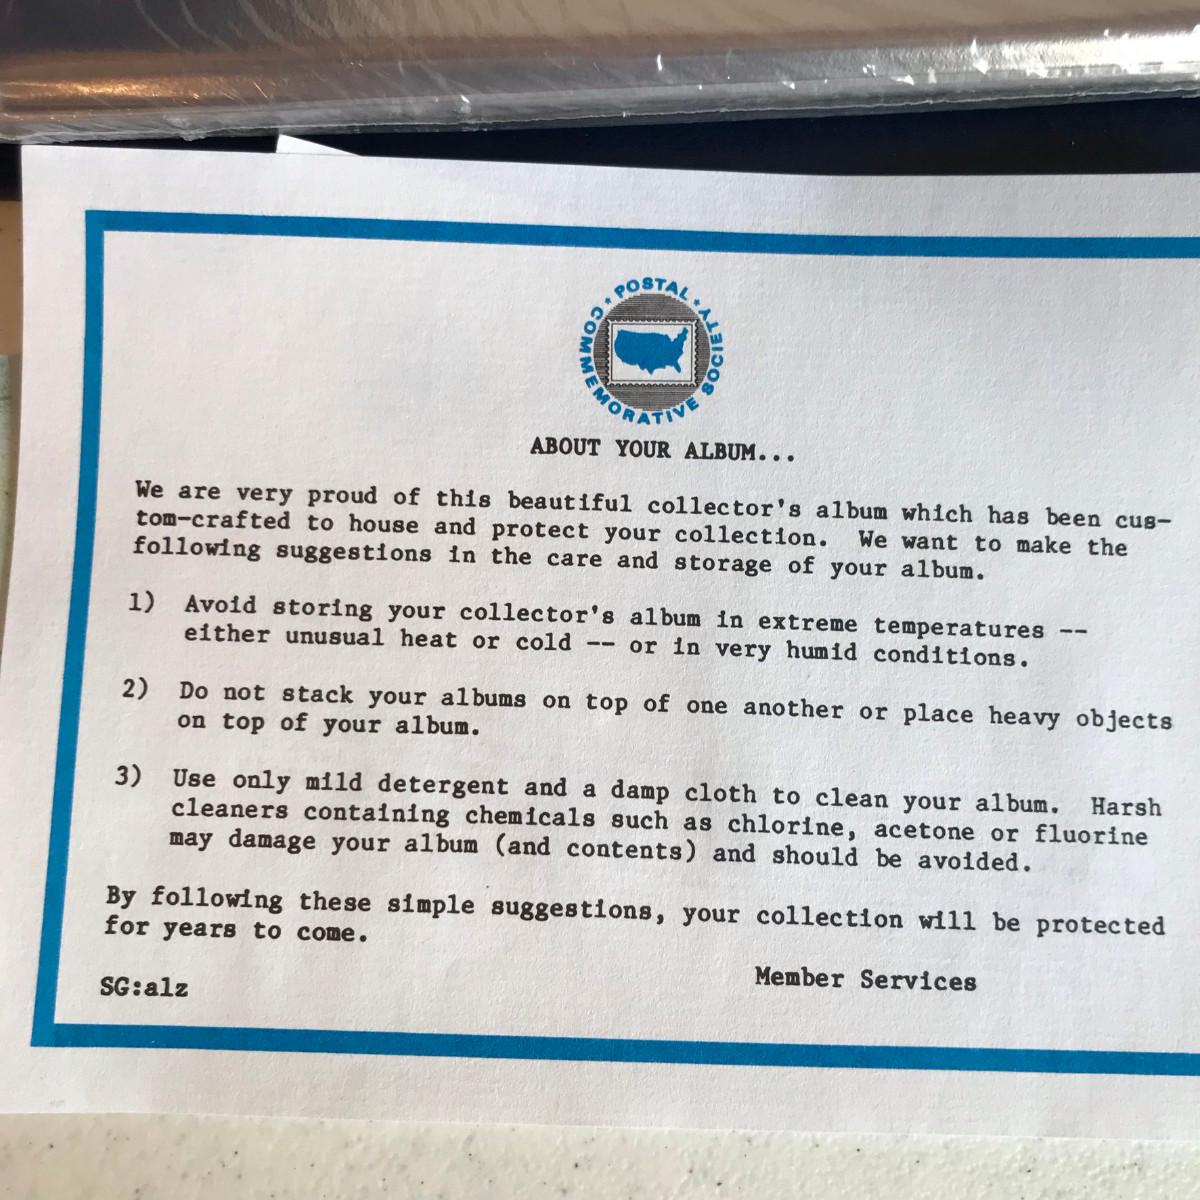 * POSTAL *
COMMEMORATIVE SOCIETY
ABOUT YOUR ALBUM...
We are very proud of this beautiful collector's album which has been cus-
tom-crafted to house and protect your collection. We want to make the
following suggestions in the care and storage of your album.
1) Avoid storing your collector's album in extreme temperatures --
either unusual heat or cold -- or in very humid conditions.
2) Do not stack your albums on top of one another or place heavy objects
on top of your album.
3) Use only mild detergent and a damp cloth to clean your album. Harsh
cleaners containing chemicals such as chlorine, acetone or fluorine
may damage your album (and contents) and should be avoided.
By following these simple suggestions, your collection will be protected
for years to come.
Member Services
SG:alz